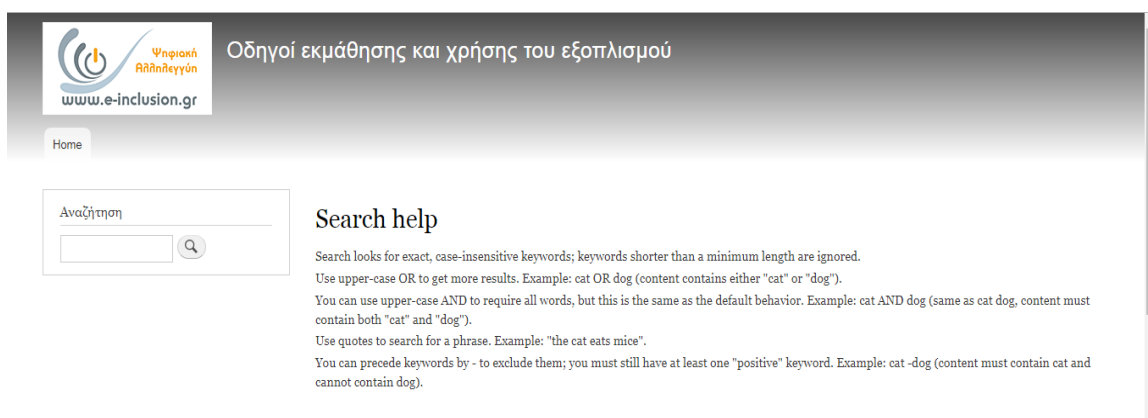 Ψηφιακή
Αλληλεγγύη
www.e-inclusion.gr
Οδηγοί εκμάθησης και χρήσης του εξοπλισμού
Home
Αναζήτηση
Search help
Search looks for exact, case-insensitive keywords; keywords shorter than a minimum length are ignored.
Use upper-case OR to get more results. Example: cat OR dog (content contains either "cat" or "dog").
You can use upper-case AND to require all words, but this is the same as the default behavior. Example: cat AND dog (same as cat dog, content must
contain both "cat" and "dog").
Use quotes to search for a phrase. Example: "the cat eats mice".
You can precede keywords by - to exclude them; you must still have at least one "positive" keyword. Example: cat -dog (content must contain cat and
cannot contain dog).